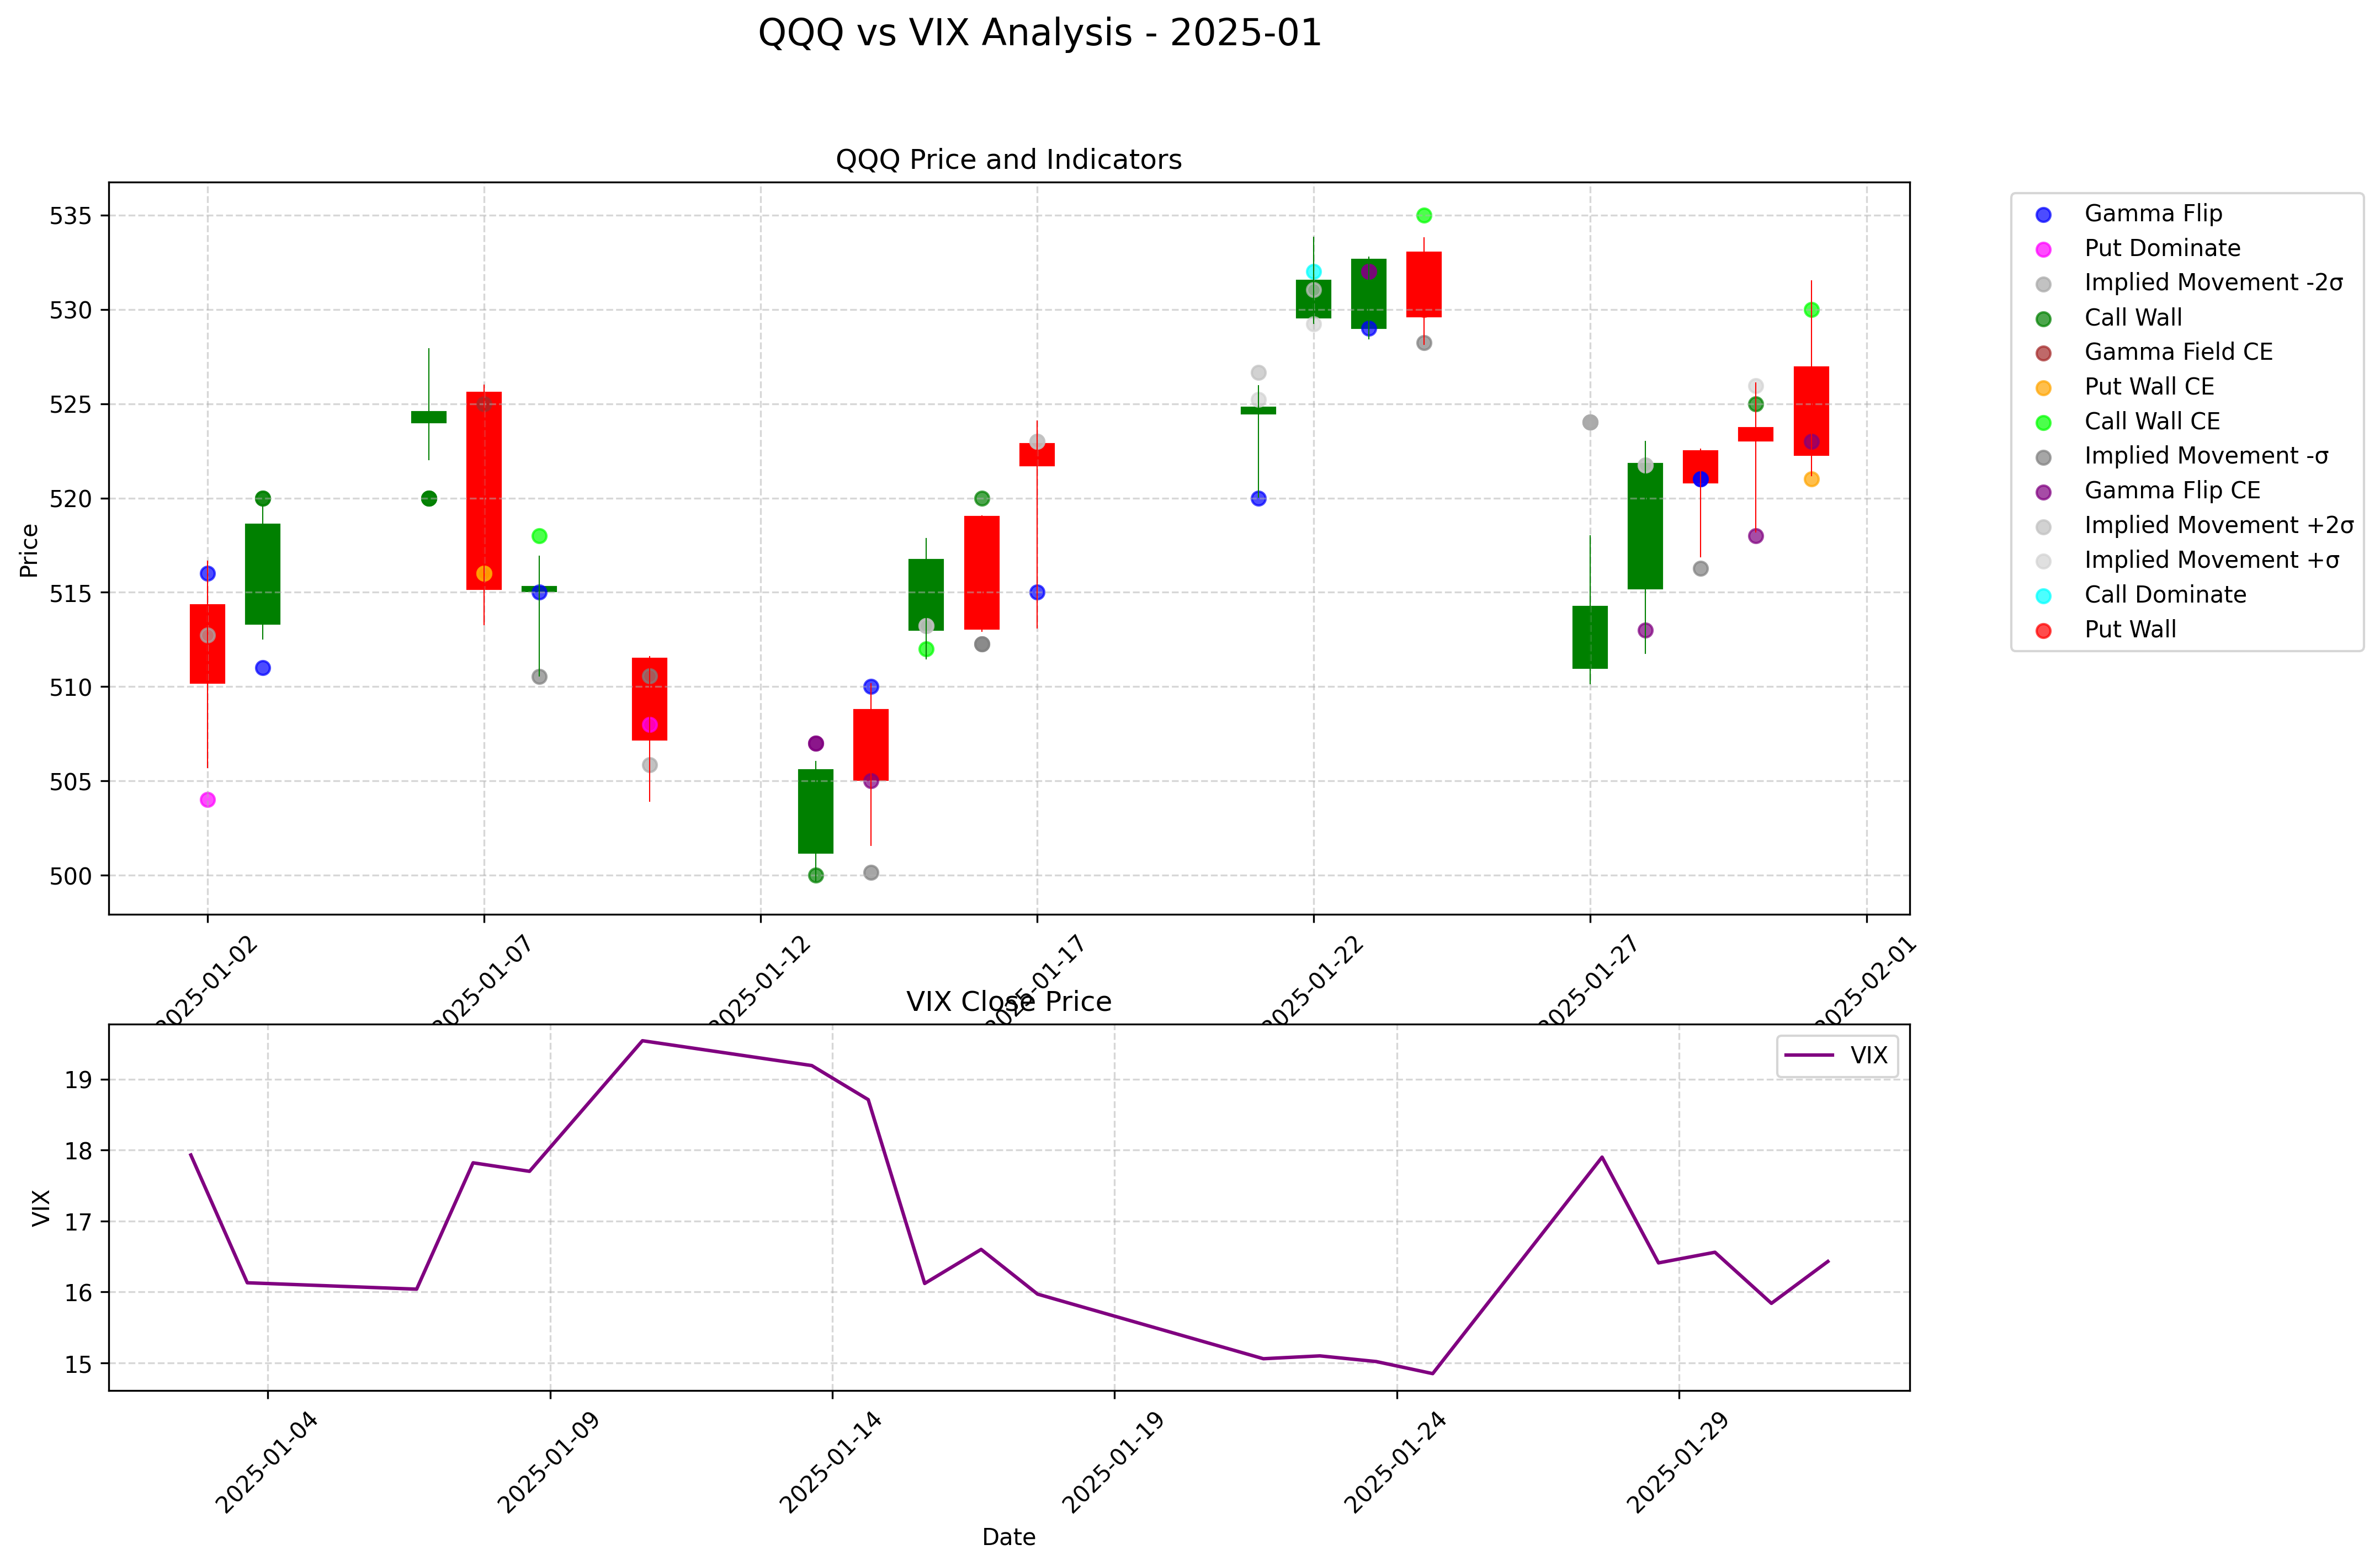 QQQ vs VIX Analysis - 2025-01
QQQ Price and Indicators
Price
535
530
525
520
515
510
505
500
2025-01-02
2025-01-07
2025-01-12
2025-01-17
2025-01-22
2025-01-27
2025-02-01
Gamma Flip
Put Dominate
Implied Movement -2σ
Call Wall
Gamma Field CE
Put Wall CE
Call Wall CE
Implied Movement -σ
Gamma Flip CE
Implied Movement +2σ
Implied Movement +σ
Call Dominate
Put Wall
VIX Close Price
VIX
19
18
17
16
15
VIX
2025-01-04
2025-01-09
2025-01-14
2025-01-19
2025-01-24
2025-01-29
Date